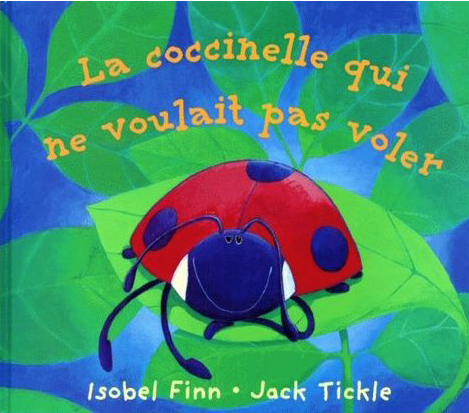 La coccinelle qui
ne voulait pas voler
Isobel Finn • Jack Tickle